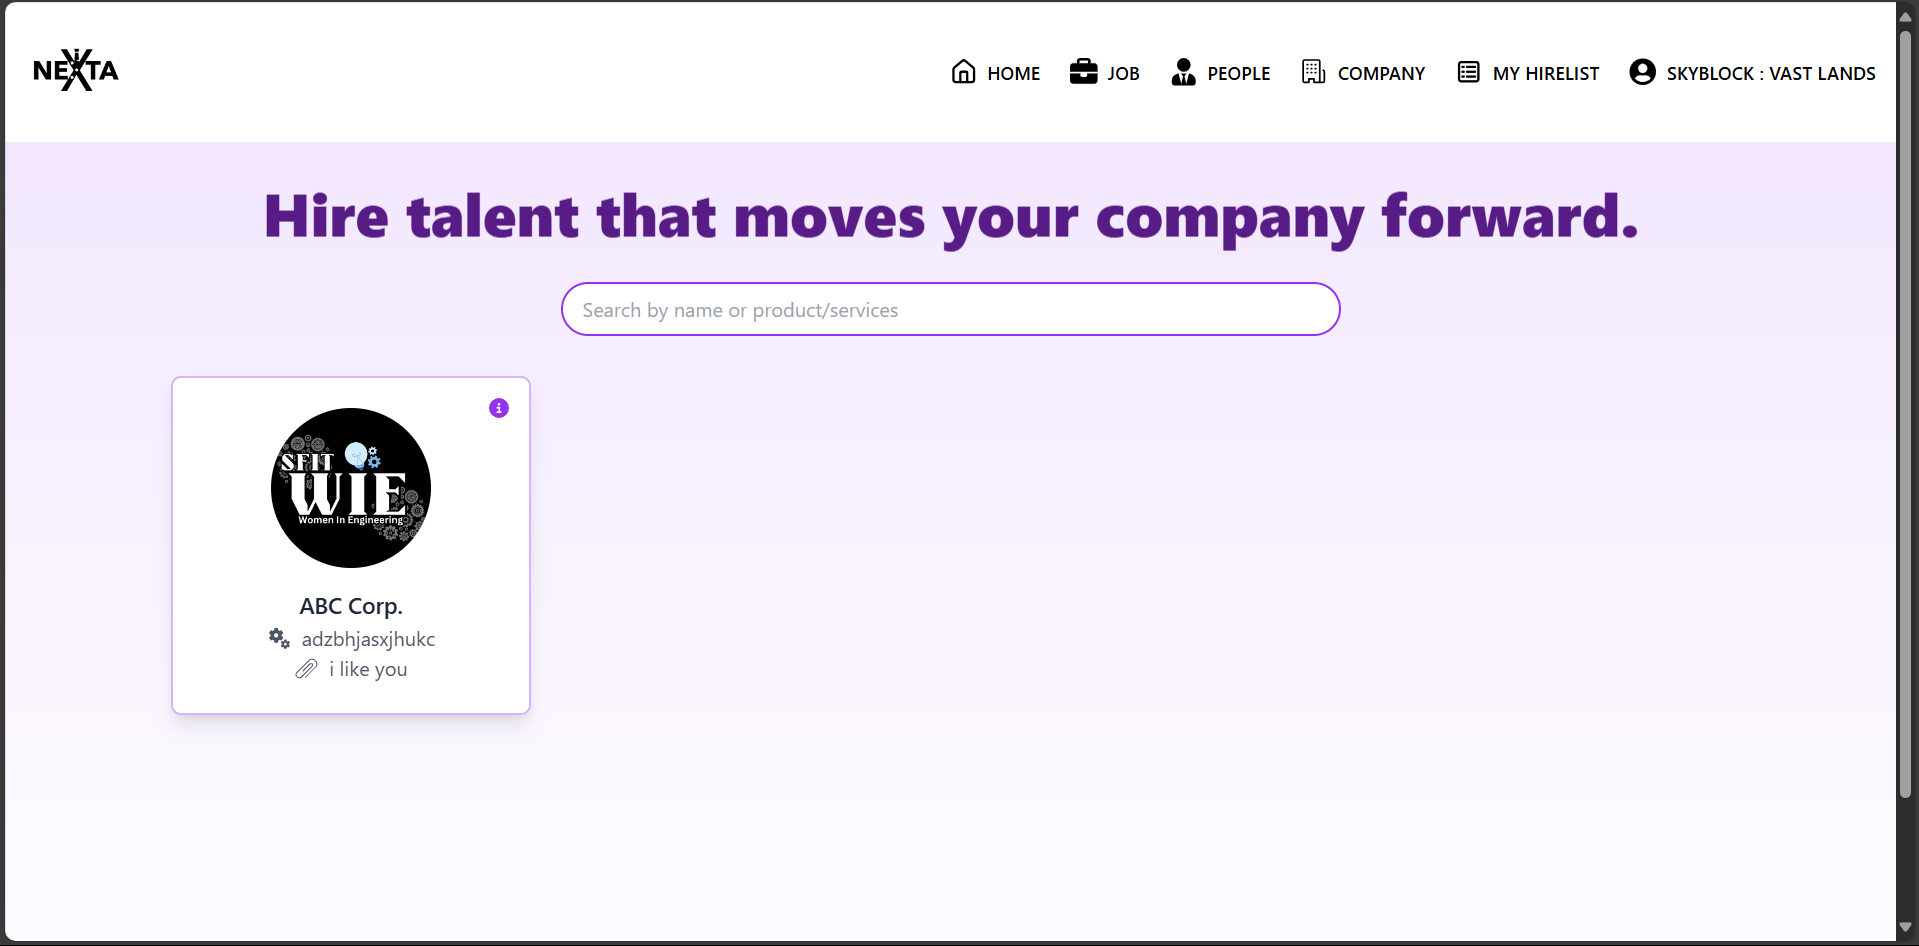 NEXTA
HOME
JOB
PEOPLE
COMPANY
MY HIRELIST
SKYBLOCK : VAST LANDS
Hire talent that moves your company forward.
Search by name or product/services
SFIT
WIE
Women In Engineering
ABC Corp.
adzbhjasxjhukc
i like you